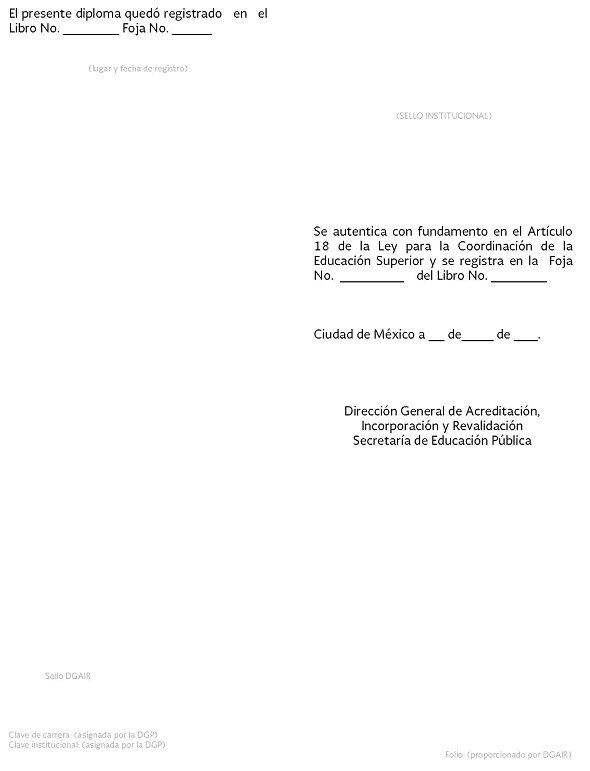 El presente diploma quedó registrado en el
Libro No. ________ Foja No. ______
(lugar y fecha de registro)
(SELLO INSTITUCIONAL)
Se autentica con fundamento en el Artículo
18 de la Ley para la Coordinación de la
Educación Superior y se registra en la Foja
No. _________ del Libro No. ________
Ciudad de México a __ de____ de ___.
Dirección General de Acreditación,
Incorporación y Revalidación
Secretaría de Educación Pública
Sello DGAIR
Clave de carrera: (asignada por la DGP)
Clave institucional: (asignada por la DGP)
Folio: (proporcionado por DGAIR)